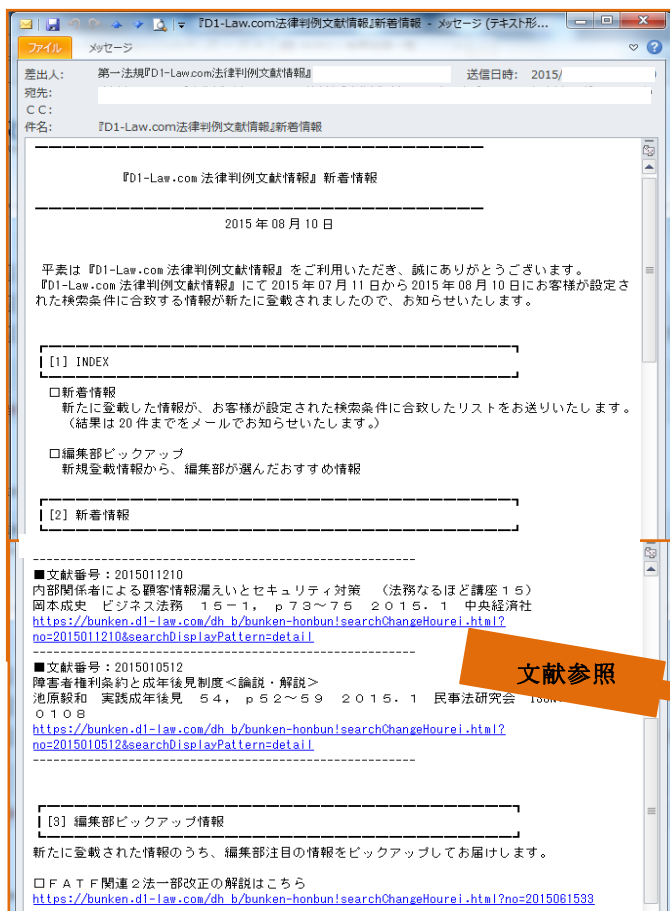 『D1-Law.com法律判例文献情報』新着情報 - メッセージ (テキスト形...
ファイル メッセージ
差出人: 第一法規『D1-Law.com法律判例文献情報』 送信日時: 2015/
宛先:
CC:
件名: 『D1-Law.com法律判例文献情報』新着情報
『D1-Law.com 法律判例文献情報』 新着情報
2015 年 08 月 10 日
平素は『D1-Law.com 法律判例文献情報』をご利用いただき、誠にありがとうございます。
『D1-Law.com 法律判例文献情報』にて 2015 年 07 月 11 日から 2015 年 08 月 10 日にお客様が設定さ
れた検索条件に合致する情報が新たに登載されましたので、お知らせいたします。
[1] INDEX
□新着情報
新たに登載した情報が、お客様が設定された検索条件に合致したリストをお送りいたします。
(結果は 20 件までをメールでお知らせいたします。)
□編集部ピックアップ
新規登載情報から、編集部が選んだおすすめ情報
[2] 新着情報
■文献番号:2015011210
内部関係者による顧客情報漏えいとセキュリティ対策 (法務なるほど講座15)
岡本成史 ビジネス法務 15-1, p73~75 2015.1 中央経済社
https://bunken.d1-law.com/dh_b/bunken-honbun!searchChangeHourei.html?
no=2015011210&searchDisplayPattern=detail
■文献番号:2015010512
障害者権利条約と成年後見制度<論説・解説>
池原毅和 実践成年後見 54, p52~59 2015.1 民事法研究会
0108
https://bunken.d1-law.com/dh_b/bunken-honbun!searchChangeHourei.html?
no=2015010512&searchDisplayPattern=detail
文献参照
[3] 編集部ピックアップ情報
新たに登載された情報のうち、編集部注目の情報をピックアップしてお届けします。
□FATF関連2法一部改正の解説はこちら
https://bunken.d1-law.com/dh_b/bunken-honbun!searchChangeHourei.html?no=2015061533